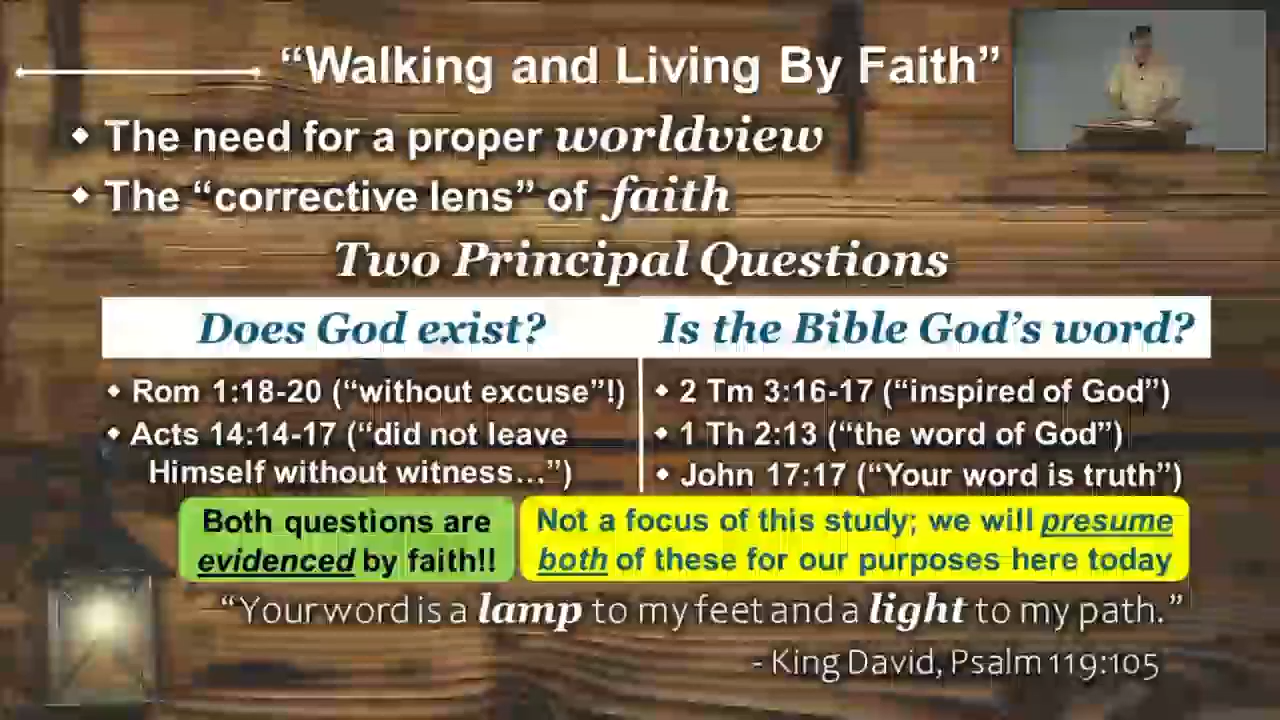 “Walking and Living By Faith”
◆ The need for a proper worldview
◆ The “corrective lens” of faith
Two Principal Questions
Does God exist?
◆ Rom 1:18-20 (“without excuse”!)
◆ Acts 14:14-17 (“did not leave
Himself without witness…”)
Is the Bible God’s word?
◆ 2 Tm 3:16-17 (“inspired of God”)
◆ 1 Th 2:13 (“the word of God”)
◆ John 17:17 (“Your word is truth”)
Both questions are
evidenced by faith!!
Not a focus of this study; we will presume
both of these for our purposes here today
“Your word is a lamp to my feet and a light to my path.”
- King David, Psalm 119:105